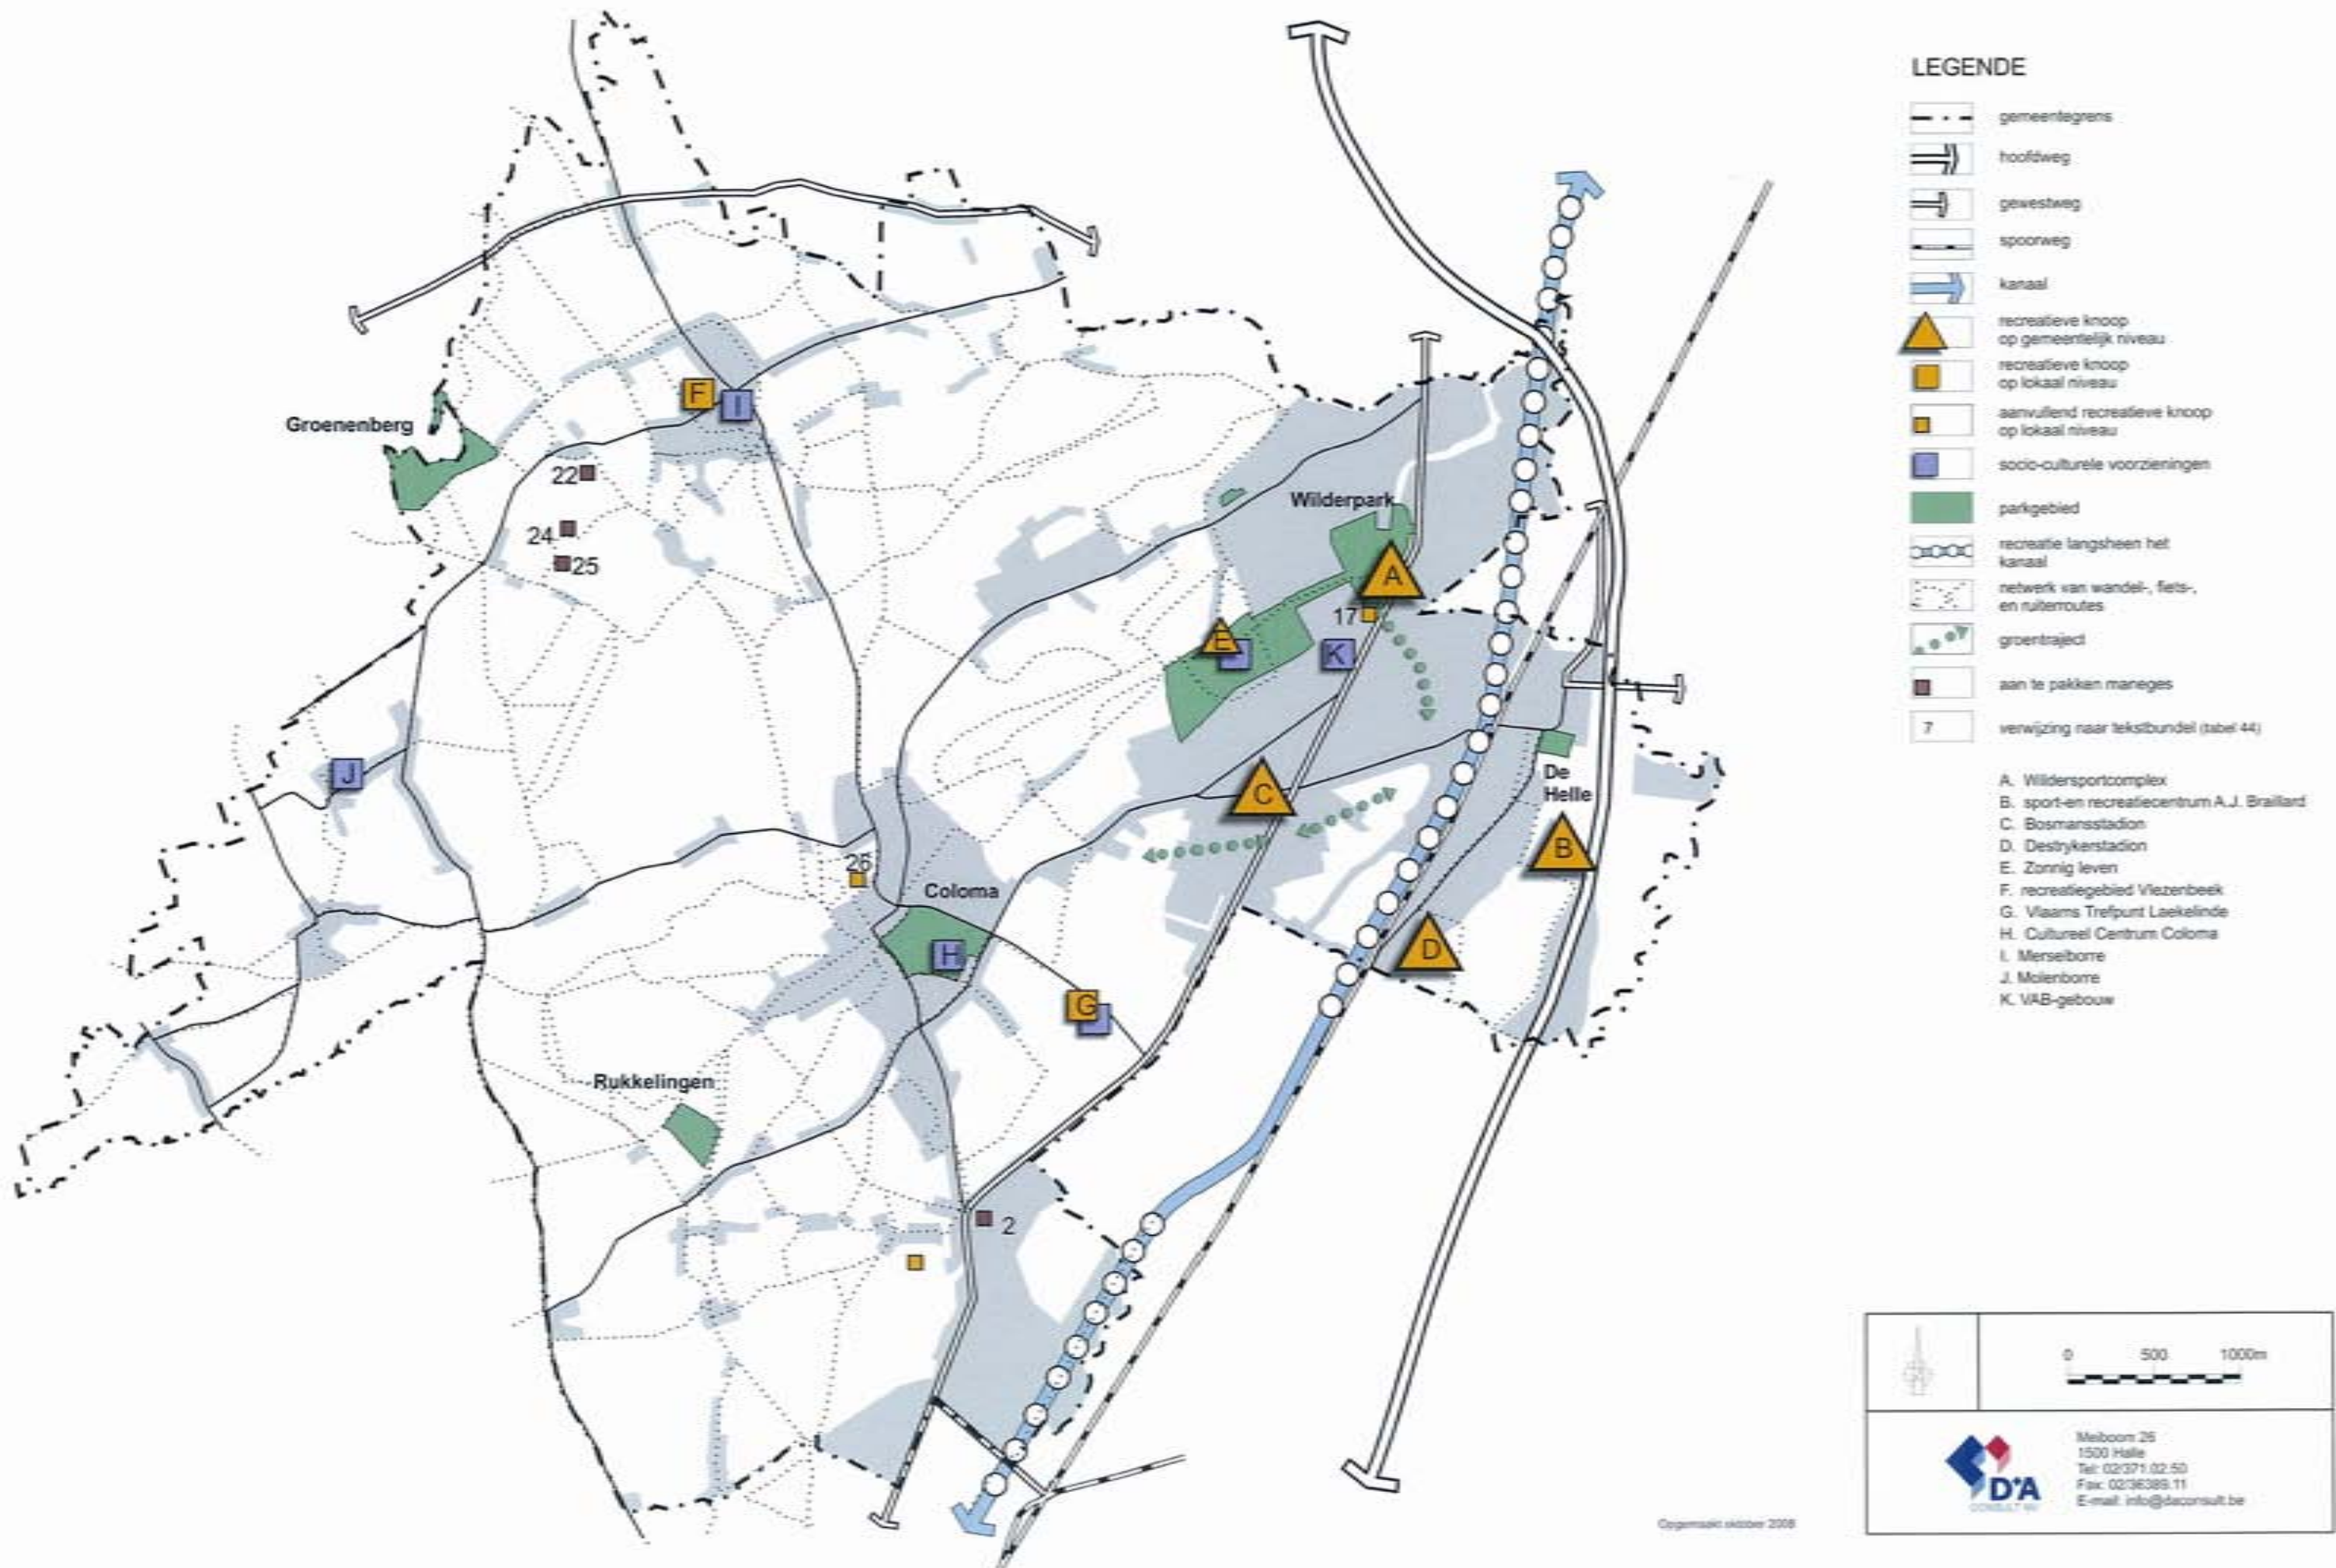 LEGENDE
gemeentegrens
hoofdweg
gewestweg
spoorweg
kanaal
recreatieve knoop
op gemeentelijk niveau
recreatieve knoop
op lokaal niveau
aanvullend recreatieve knoop
op lokaal niveau
socio-culturele voorzieningen
parkgebied
recreatie langsheen het
kanaal
netwerk van wandel-, fiets-,
en ruiterroutes
groentraject
aan te pakken maneges
7 verwijzing naar tekstbundel (tabel 44)
A. Wildersportcomplex
B. sport-en recreatiecentrum A.J. Braillard
C. Bosmansstadion
D. Destrykerstadion
E. Zonnig leven
F. recreatiegebied Vlezenbeek
G. Vlaams Trefpunt Laekelinde
H. Cultureel Centrum Coloma
I. Merselborre
J. Molenborre
K. VAB-gebouw
F
I
Groenenberg
22
24
25
Wilderpark
A
17
E
K
J
C
De
Helle
B
26
Coloma
H
D
G
Rukkelingen
2
0 500 1000m
Meiboom 26
1500 Halle
Tel: 02/371.02.50
Fax: 02/36389.11
E-mail: info@daconsult.be
D'A
CONSULT NV
Opgemaakt oktober 2008